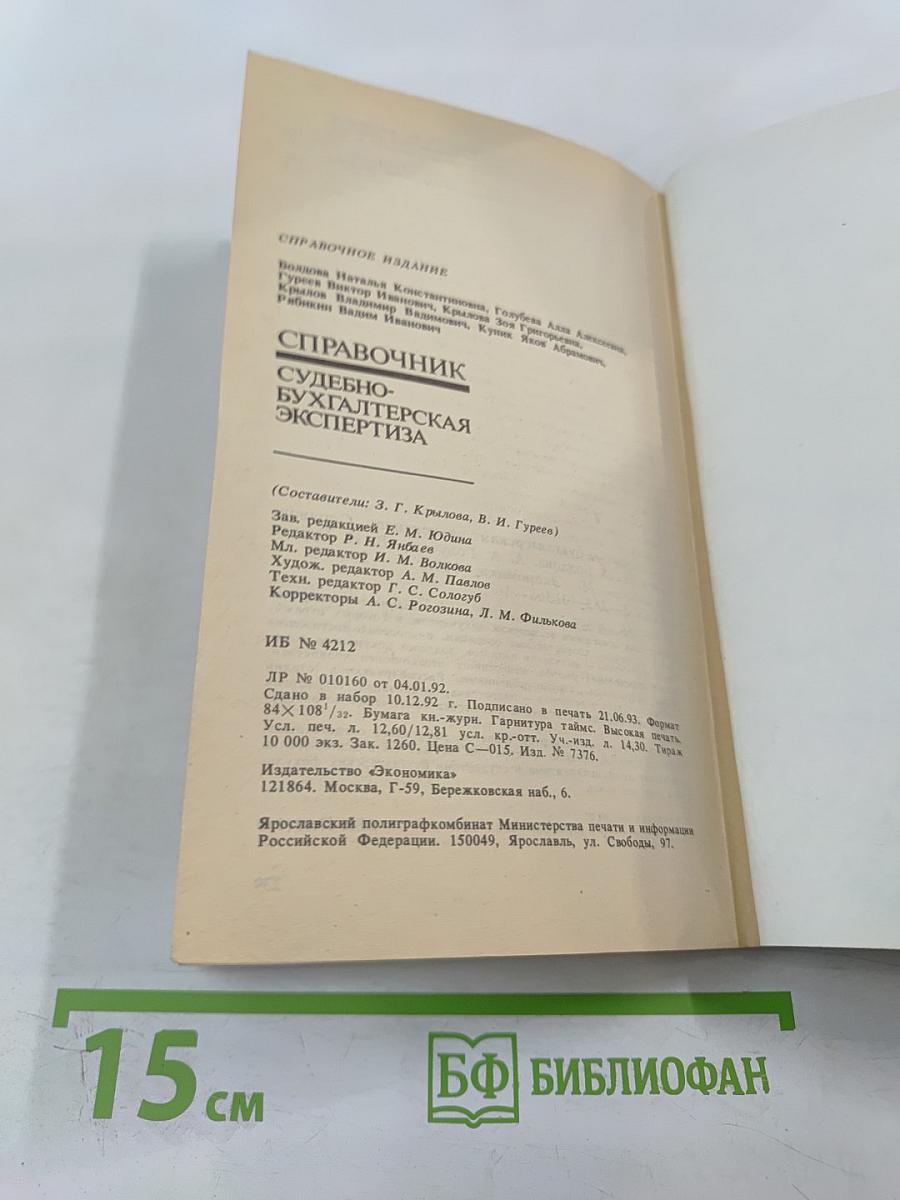 СПРАВОЧНОЕ ИЗДАНИЕ
Волдова Наталья Константиновна, Голубева Алла Алексеевна,
Гуреев Виктор Иванович, Крылова Зоя Григорьевна,
Крылов Владимир Вадимович, Куник Яков Абрамович,
Рябикин Вадим Иванович
СПРАВОЧНИК
СУДЕБНО-
БУХГАЛТЕРСКАЯ
ЭКСПЕРТИЗА
(Составители: З. Г. Крылова, В. И. Гуреев)
Зав. редакцией Е. М. Юдина
Редактор Р. Н. Янбаев
Мл. редактор И. М. Волкова
Худож. редактор А. М. Павлов
Техн. редактор Г. С. Сологуб
Корректоры А. С. Рогозина, Л. М. Филькова
ИБ № 4212
ЛР № 010160 от 04.01.92.
Сдано в набор 10.12.92 г. Подписано в печать 21.06.93. Формат
84×108¹/₃₂. Бумага кн.-журн. Гарнитура таймс. Высокая печать.
Усл. печ. л. 12,60/12,81 усл. кр.-отт. Уч.-изд. л. 14,30. Тираж
10 000 экз. Зак. 1260. Цена С—015. Изд. № 7376.
Издательство «Экономика»
121864. Москва, Г-59, Бережковская наб., 6.
Ярославский полиграфкомбинат Министерства печати и информации
Российской Федерации. 150049, Ярославль, ул. Свободы, 97.
15 см
БФ БИБЛИОФАН